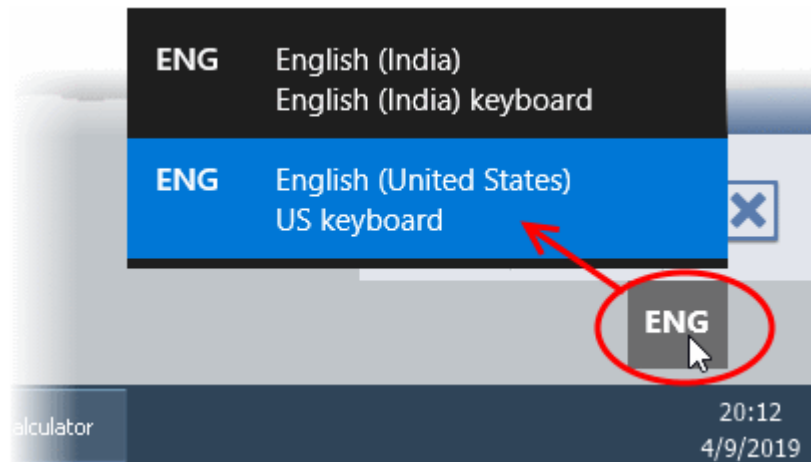 ENG English (India)
English (India) keyboard
ENG English (United States)
US keyboard
ENG
alculator
20:12
4/9/2019